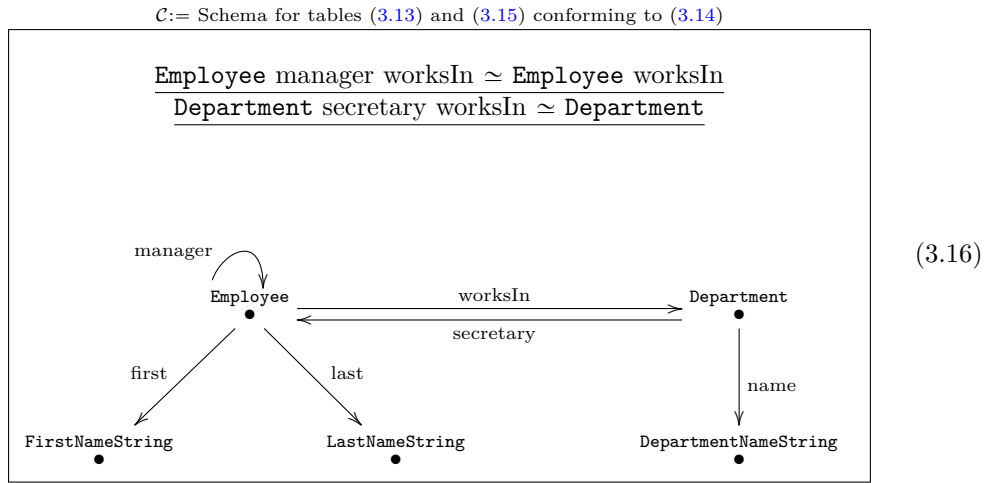 𝒞:= Schema for tables (3.13) and (3.15) conforming to (3.14)
Employee manager worksIn ≃ Employee worksIn
Department secretary worksIn ≃ Department
(3.16)
manager
Employee
worksIn
Department
secretary
first
last
name
FirstNameString
LastNameString
DepartmentNameString